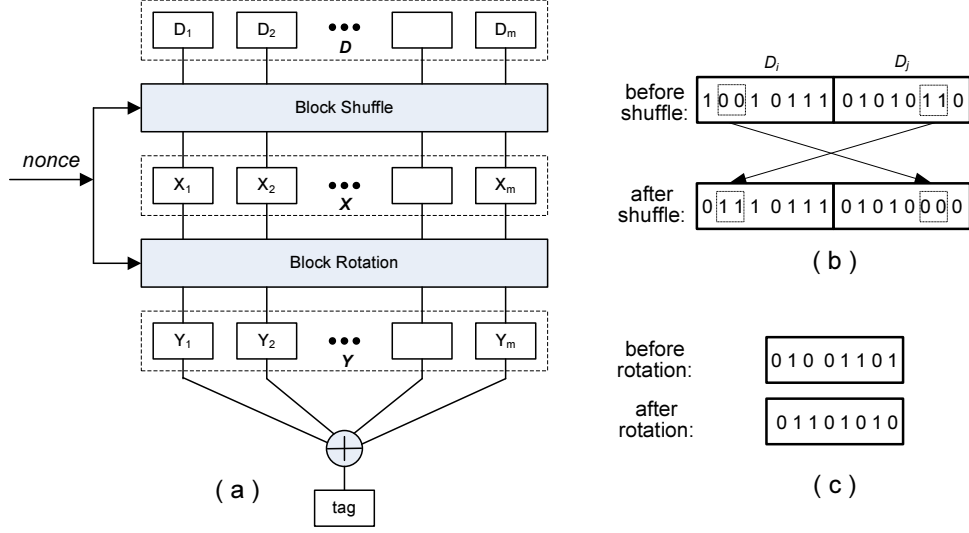 D1 D2 ••• Dm
D
Block Shuffle
nonce
X1 X2 ••• Xm
X
Block Rotation
Y1 Y2 ••• Ym
Y
tag
( a )
Di Dj
before shuffle: 1 0 0 1 0 1 1 1 0 1 0 1 0 1 1 0
after shuffle: 0 1 1 1 0 1 1 1 0 1 0 1 0 0 0 0
( b )
before rotation: 0 1 0 0 1 1 0 1
after rotation: 0 1 1 0 1 0 1 0
( c )